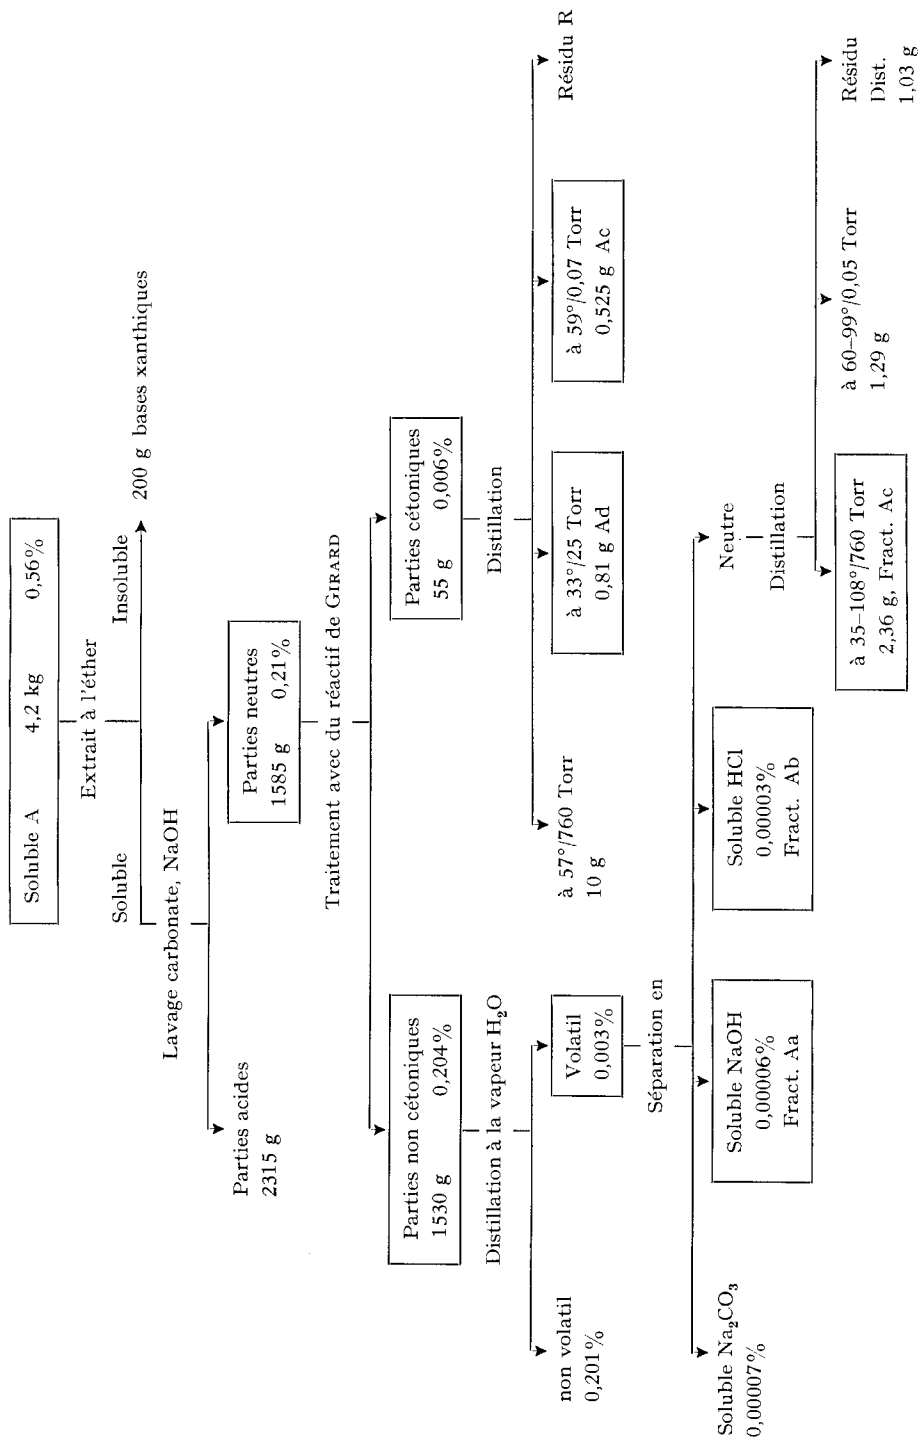 Soluble A 4,2 kg 0,56%
Extrait à l'éther
Soluble
Insoluble
200 g bases xanthiques
Lavage carbonate, NaOH
Parties acides
2315 g
Parties neutres
1585 g 0,21%
Traitement avec du réactif de GIRARD
Parties non cétoniques
1530 g 0,204%
Parties cétoniques
55 g 0,006%
Distillation à la vapeur H₂O
Distillation
non volatil
0,201%
Volatil
0,003%
à 57°/760 Torr
10 g
à 33°/25 Torr
0,81 g Ad
à 59°/0,07 Torr
0,525 g Ac
Résidu R
Séparation en
Soluble Na₂CO₃
0,00007%
Soluble NaOH
0,00006%
Fract. Aa
Soluble HCl
0,00003%
Fract. Ab
Neutre
Distillation
à 35–108°/760 Torr
2,36 g, Fract. Ac
à 60–99°/0,05 Torr
1,29 g
Résidu
Dist.
1,03 g